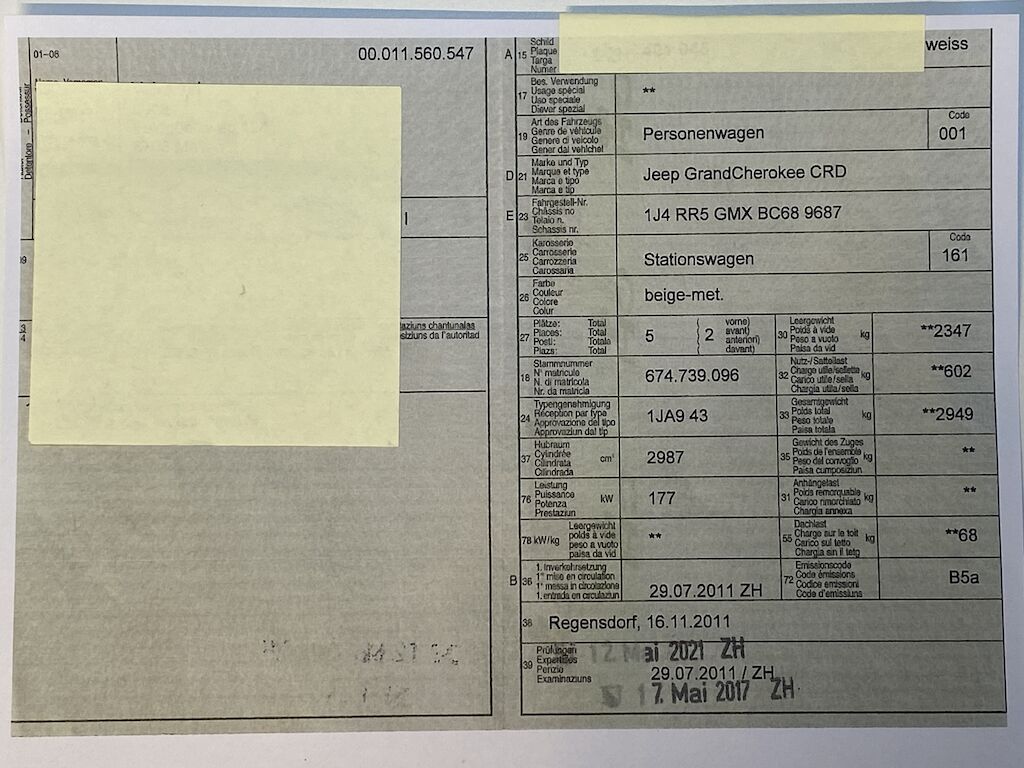 01-06
00.011.560.547
Detentem - Possessur
09
aziuns chantunalas
sizluns da l'autoritad
A 15 Schild
Plaque
Targa
Numer
weiss
17 Bes. Verwendung
Usage spécial
Uso speciale
Diever spezial
**
19 Art des Fahrzeugs
Genre de véhicule
Genere di veicolo
Gener dal vehichel
Personenwagen
Code
001
D 21 Marke und Typ
Marque et type
Marca e tipo
Marca e tip
Jeep GrandCherokee CRD
E 23 Fahrgestell-Nr.
Châssis no
Telaio n.
Schassis nr.
1J4 RR5 GMX BC68 9687
25 Karosserie
Carrosserie
Carrozzeria
Carossaria
Stationswagen
Code
161
26 Farbe
Couleur
Colore
Colur
beige-met.
27 Plätze: Total
Places: Total
Posti: Totale
Plazs: Total
5 ( 2 vorne)
avant)
anteriori)
davant)
30 Leergewicht
Poids à vide kg
Peso a vuoto
Paisa da vid
**2347
18 Stammnummer
N° matricule
N. di matricola
Nr. da matricla
674.739.096
32 Nutz-/Sattellast
Charge utile/sellette kg
Carico utile/sella
Chargia utila/sella
**602
24 Typengenehmigung
Réception par type
Approvazione del tipo
Approvaziun dal tip
1JA9 43
33 Gesamtgewicht
Poids total kg
Peso totale
Paisa totala
**2949
37 Hubraum
Cylindrée cm³
Cilindrata
Cilindrada
2987
35 Gewicht des Zuges
Poids de l'ensemble kg
Peso del convoglio
Paisa cumposiziun
**
76 Leistung
Puissance kW
Potenza
Prestaziun
177
31 Anhängelast
Poids remorquable kg
Carico rimorchiato
Chargia annexa
**
78 kW/kg Leergewicht
poids à vide
peso a vuoto
paisa da vid
**
55 Dachlast
Charge sur le toit kg
Carico sul tetto
Chargia sin il tetg
**68
B 36 1. Inverkehrsetzung
1re mise en circulation
1a messa in circolazione
1. entrada en circulaziun
29.07.2011 ZH
72 Emissionscode
Code émissions
Codice emissioni
Code d'emissiuns
B5a
38 Regensdorf, 16.11.2011
39 Prüfungen
Expertises
Perizie
Examinaziuns
12 Mai 2021 ZH
29.07.2011 / ZH
17. Mai 2017 ZH